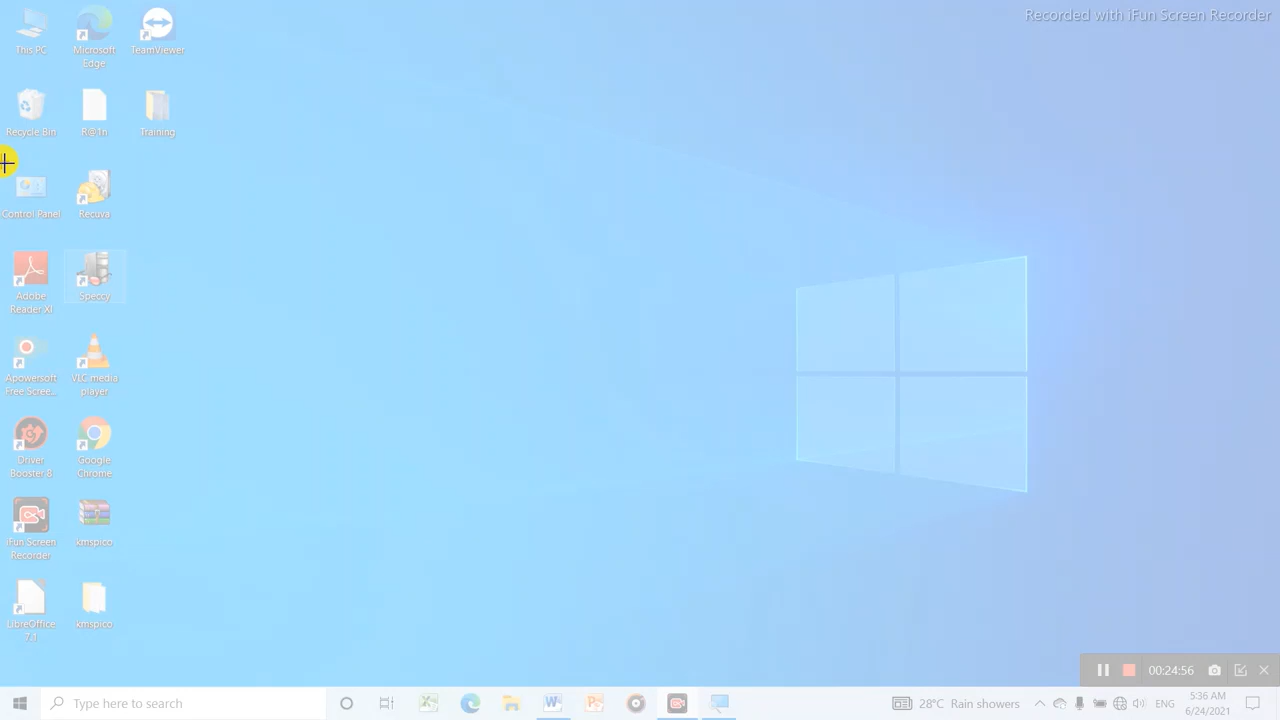 Recorded with iFun Screen Recorder
This PC
Microsoft
Edge
TeamViewer
Recycle Bin
R@1n
Training
Control Panel
Recuva
Adobe
Reader XI
Speccy
Apowersoft
Free Scree...
VLC media
player
Driver
Booster 8
Google
Chrome
iFun Screen
Recorder
kmspico
LibreOffice
7.1
kmspico
00:24:56
Type here to search
28°C Rain showers
ENG
5:36 AM
6/24/2021